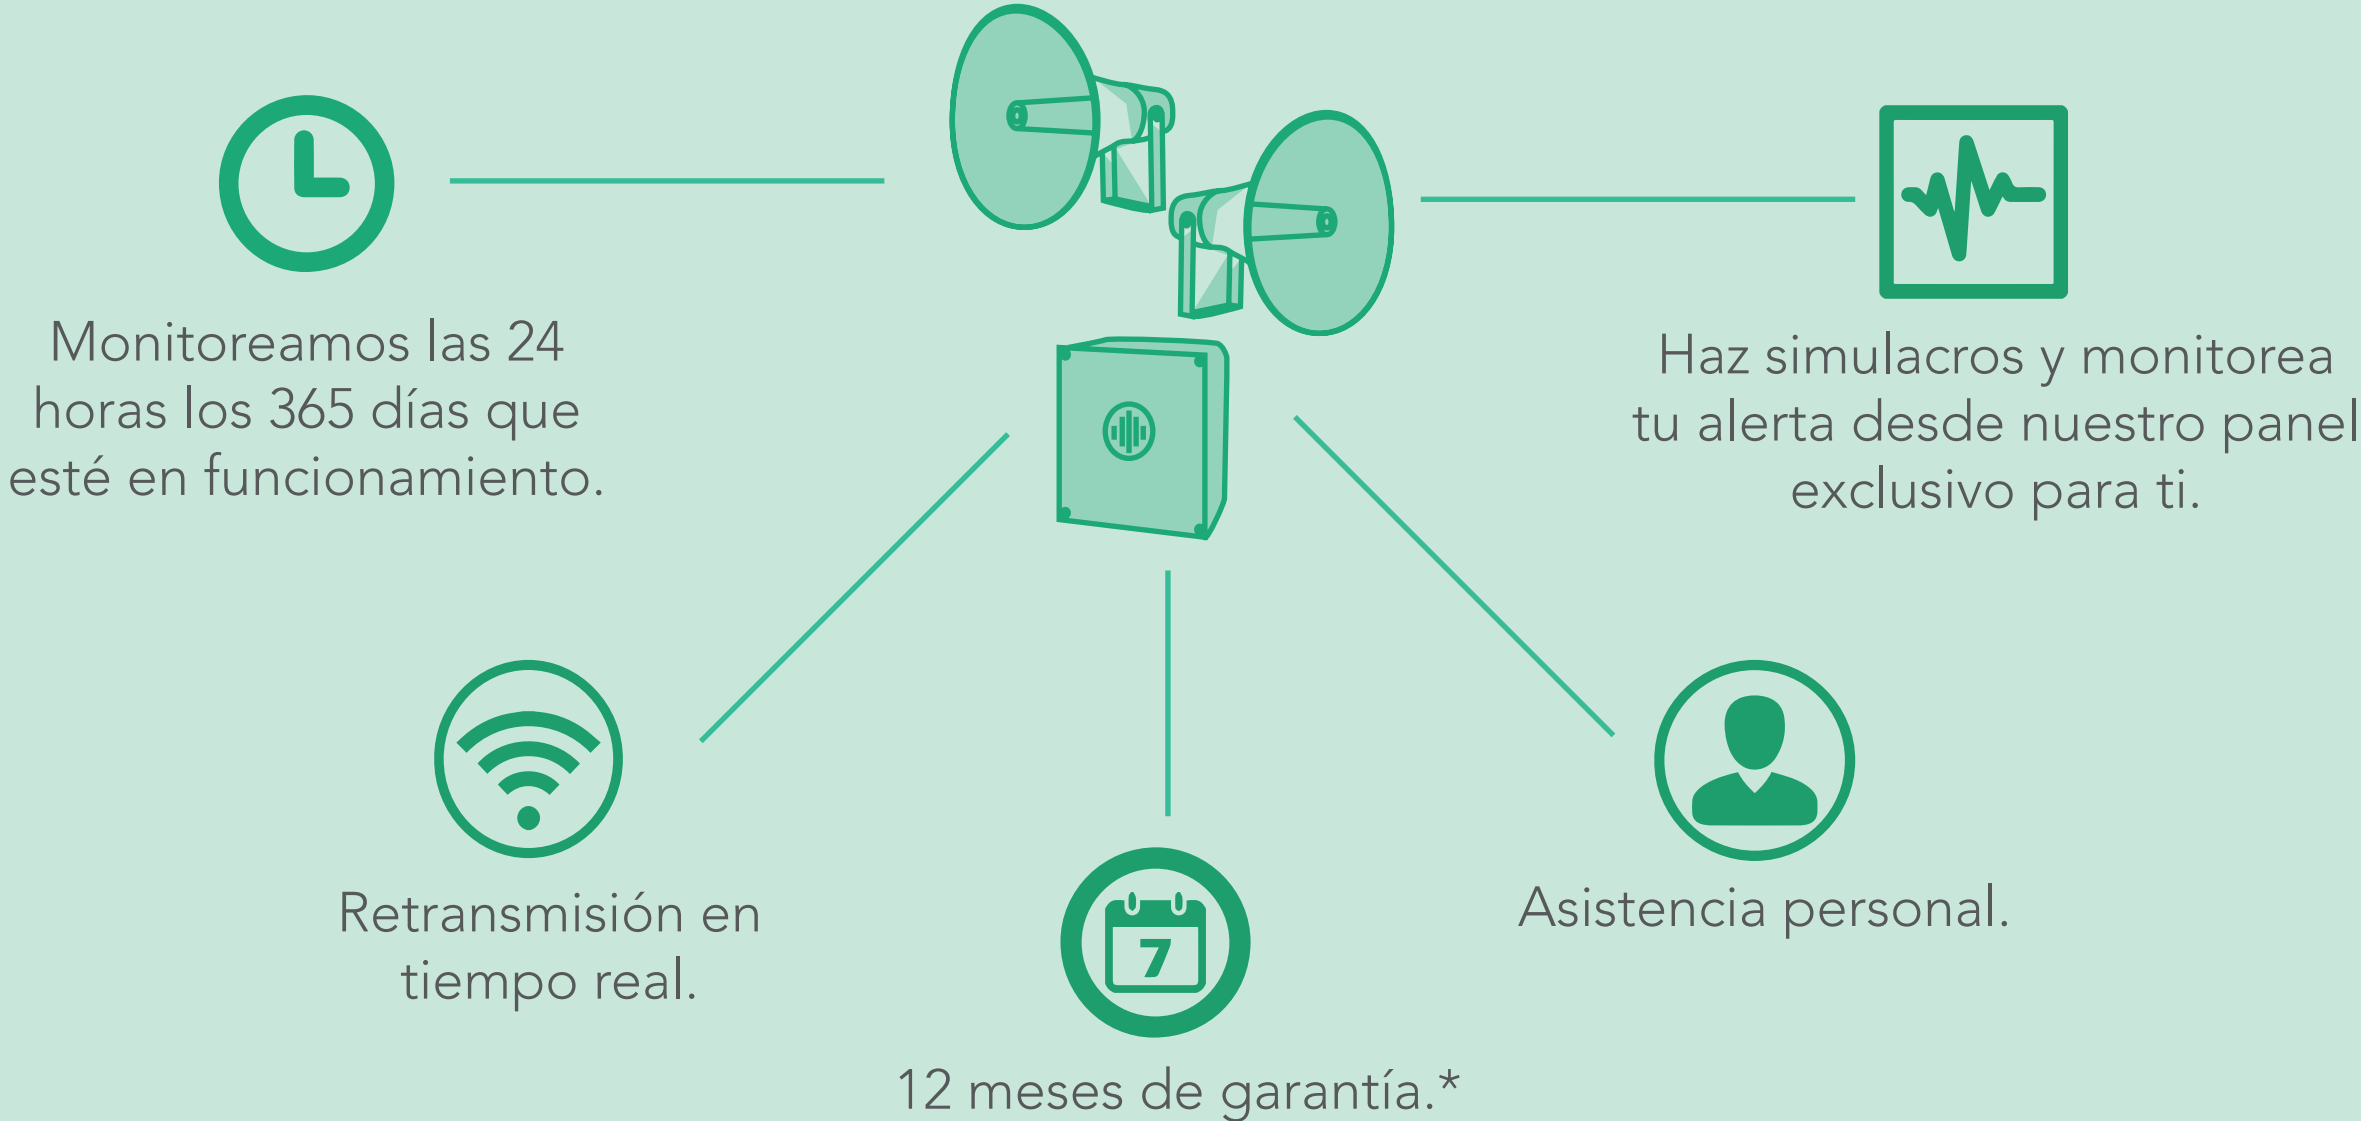 Monitoreamos las 24
horas los 365 días que
esté en funcionamiento.
Haz simulacros y monitorea
tu alerta desde nuestro panel
exclusivo para ti.
Retransmisión en
tiempo real.
7
12 meses de garantía.*
Asistencia personal.